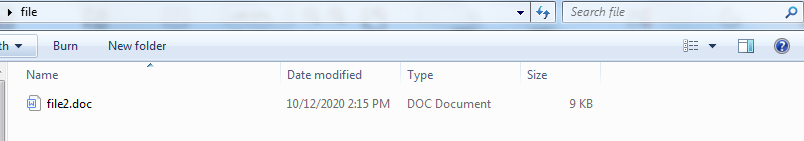 file Search file
th Burn New folder
Name Date modified Type Size
file2.doc 10/12/2020 2:15 PM DOC Document 9 KB